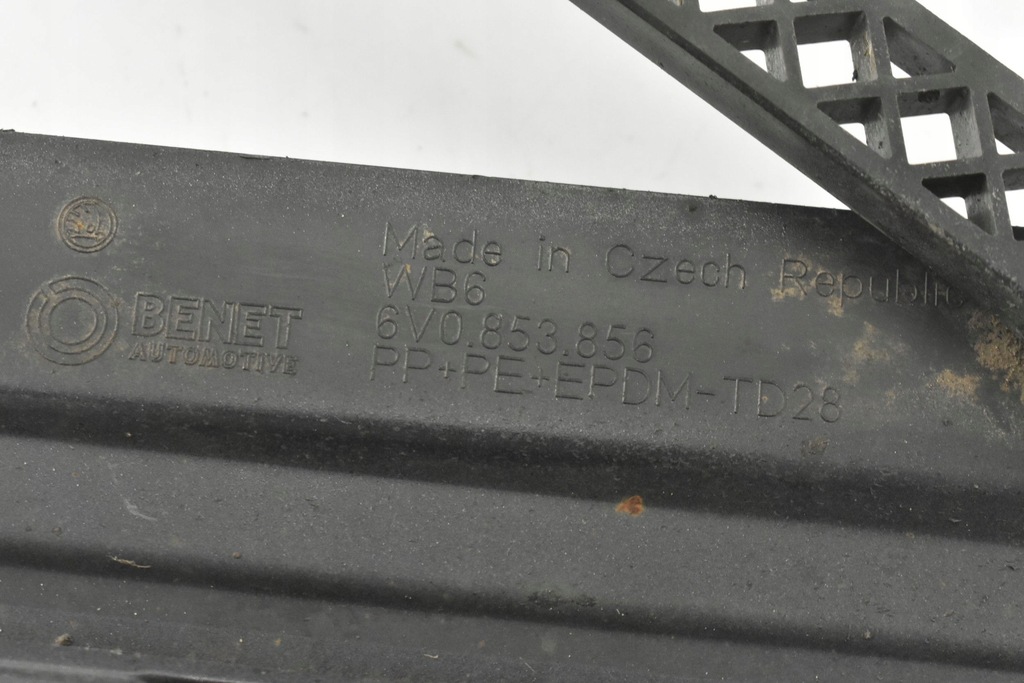 BENET
AUTOMOTIVE
Made in Czech Republic
WB6
6V0.853.856
PP+PE+EPDM-TD28